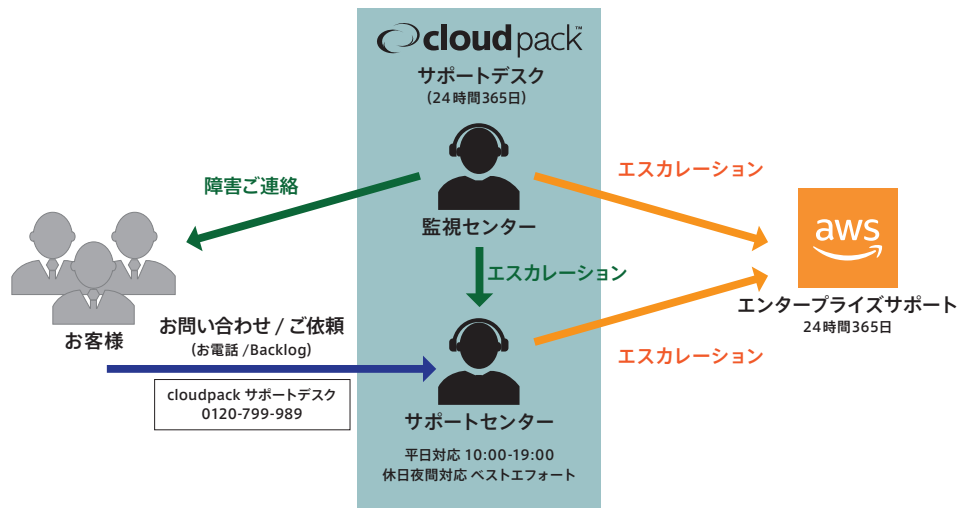 cloudpack™
サポートデスク
(24時間365日)
監視センター
障害ご連絡
エスカレーション
エスカレーション
お客様
お問い合わせ / ご依頼
(お電話 /Backlog)
cloudpack サポートデスク
0120-799-989
サポートセンター
平日対応 10:00-19:00
休日夜間対応 ベストエフォート
エスカレーション
aws
エンタープライズサポート
24時間365日